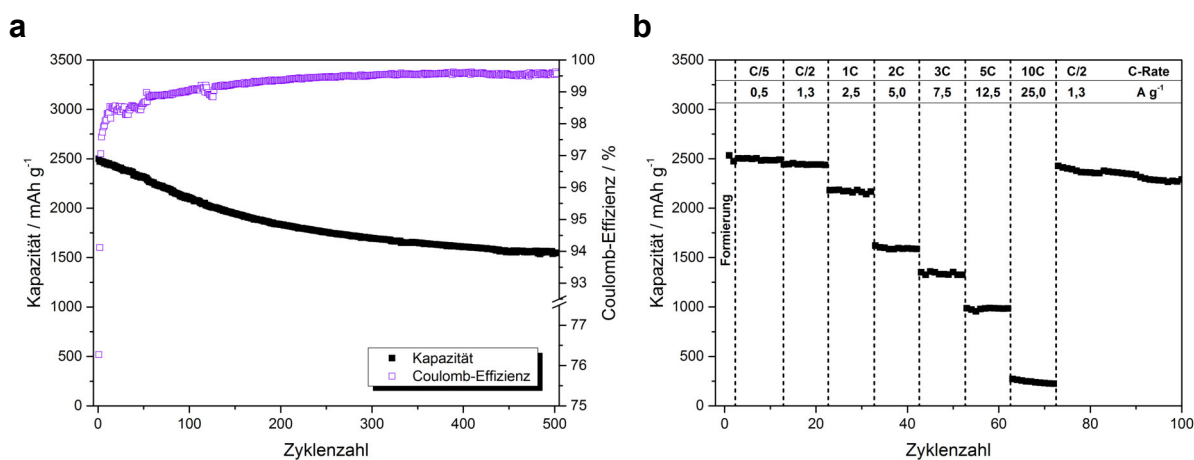 a
3500
3000
2500
2000
1500
1000
500
0
Kapazität / mAh g⁻¹
100
99
98
97
96
95
94
93
77
76
75
Coulomb-Effizienz / %
Kapazität
Coulomb-Effizienz
0 100 200 300 400 500
Zyklenzahl
b
3500
3000
2500
2000
1500
1000
500
0
Kapazität / mAh g⁻¹
C/5 C/2 1C 2C 3C 5C 10C C/2 C-Rate
0,5 1,3 2,5 5,0 7,5 12,5 25,0 1,3 A g⁻¹
Formierung
0 20 40 60 80 100
Zyklenzahl